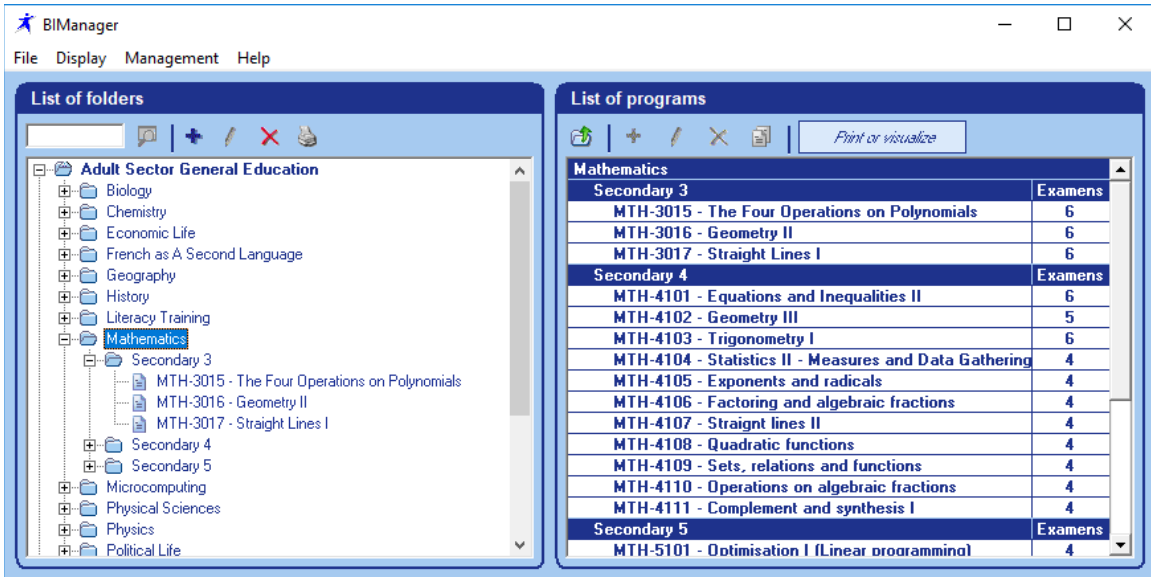 BIManager
File Display Management Help
List of folders
Adult Sector General Education
Biology
Chemistry
Economic Life
French as A Second Language
Geography
History
Literacy Training
Mathematics
Secondary 3
MTH-3015 - The Four Operations on Polynomials
MTH-3016 - Geometry II
MTH-3017 - Straight Lines I
Secondary 4
Secondary 5
Microcomputing
Physical Sciences
Physics
Political Life
List of programs
Print or visualize
Mathematics
Secondary 3 Examens
MTH-3015 - The Four Operations on Polynomials 6
MTH-3016 - Geometry II 6
MTH-3017 - Straight Lines I 6
Secondary 4 Examens
MTH-4101 - Equations and Inequalities II 6
MTH-4102 - Geometry III 5
MTH-4103 - Trigonometry I 6
MTH-4104 - Statistics II - Measures and Data Gathering 4
MTH-4105 - Exponents and radicals 4
MTH-4106 - Factoring and algebraic fractions 4
MTH-4107 - Straignt lines II 4
MTH-4108 - Quadratic functions 4
MTH-4109 - Sets, relations and functions 4
MTH-4110 - Operations on algebraic fractions 4
MTH-4111 - Complement and synthesis I 4
Secondary 5 Examens
MTH-5101 - Optimisation I (Linear programming) 4